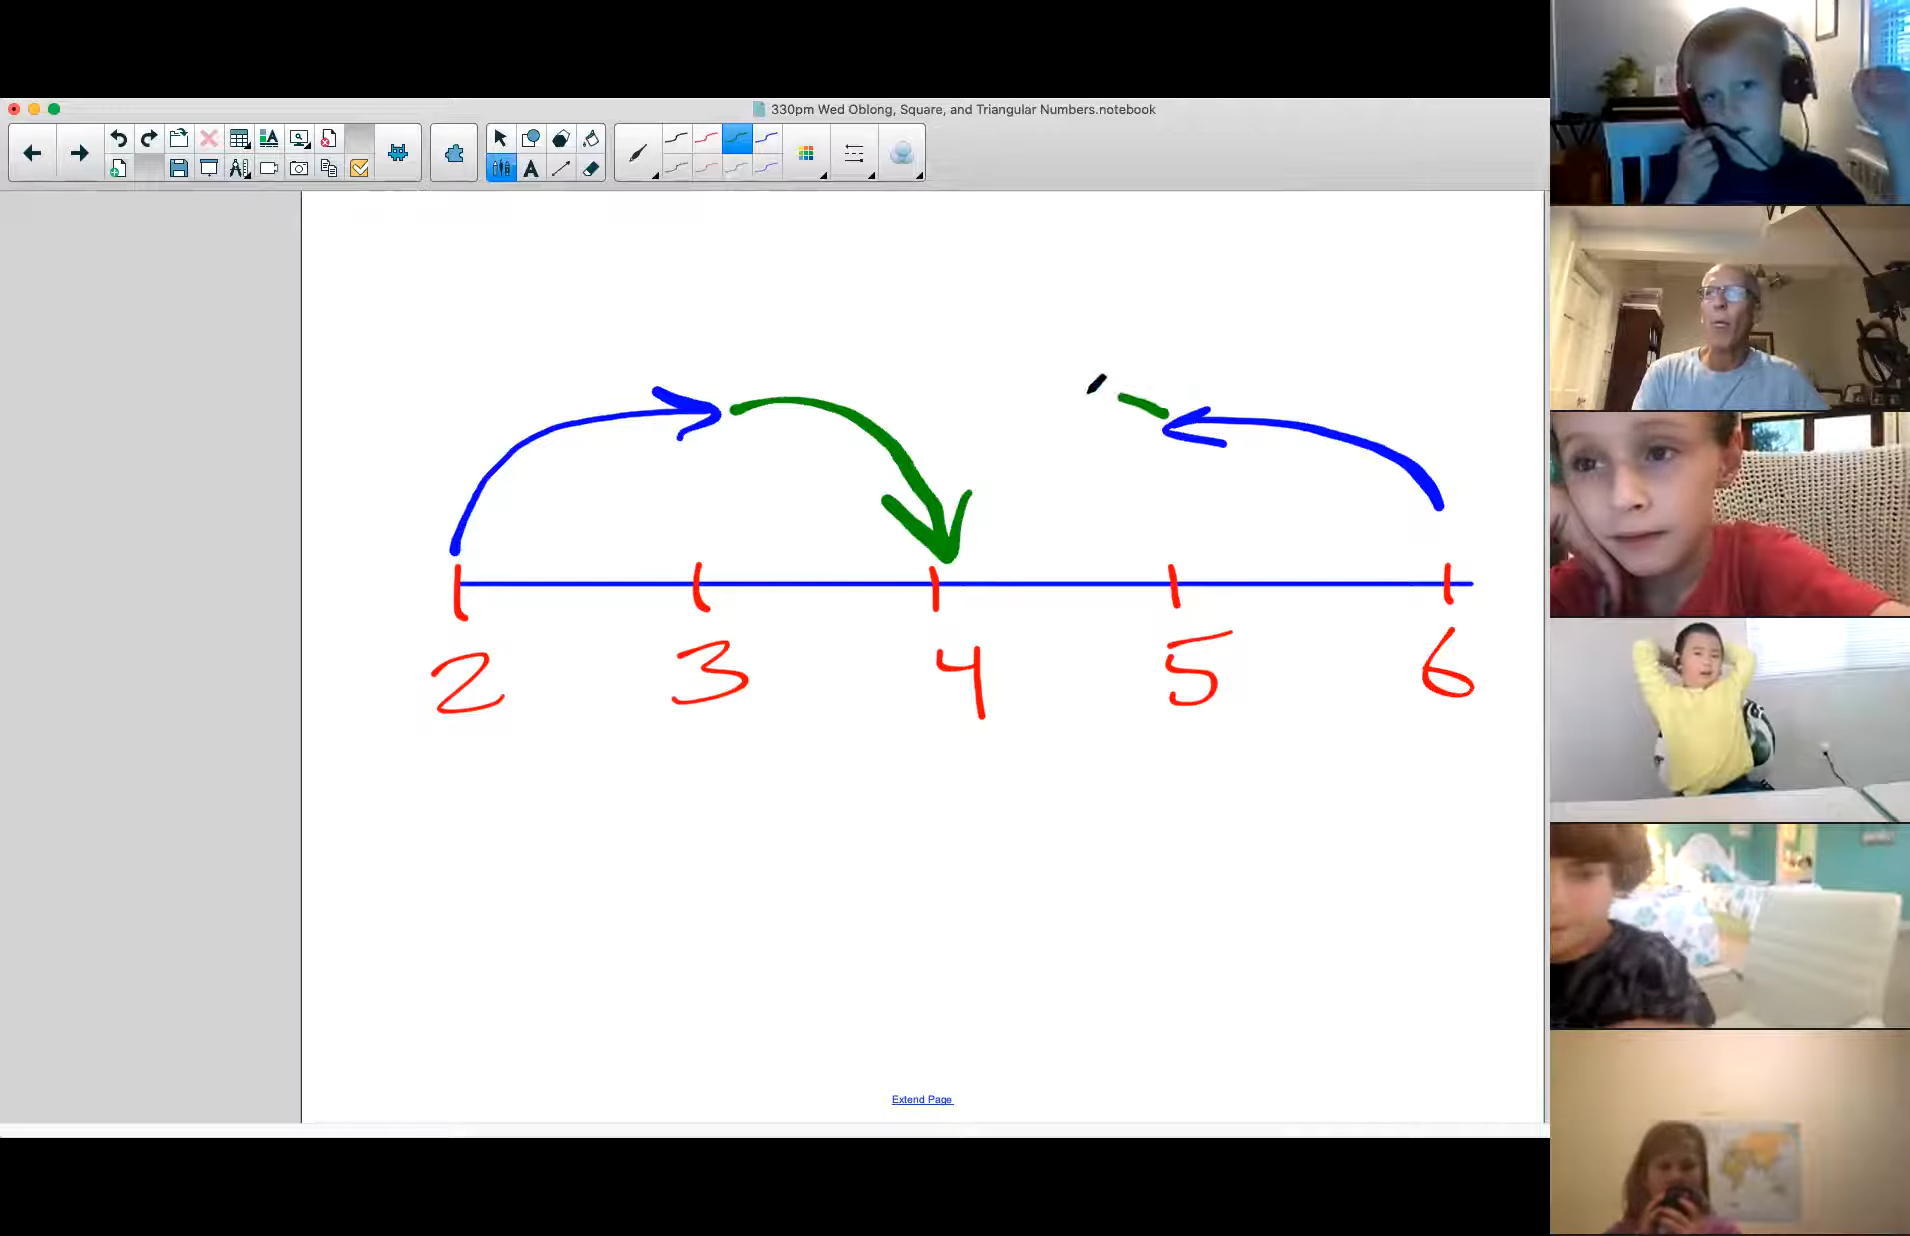 330pm Wed Oblong, Square, and Triangular Numbers.notebook
2 3 4 5 6
Extend Page